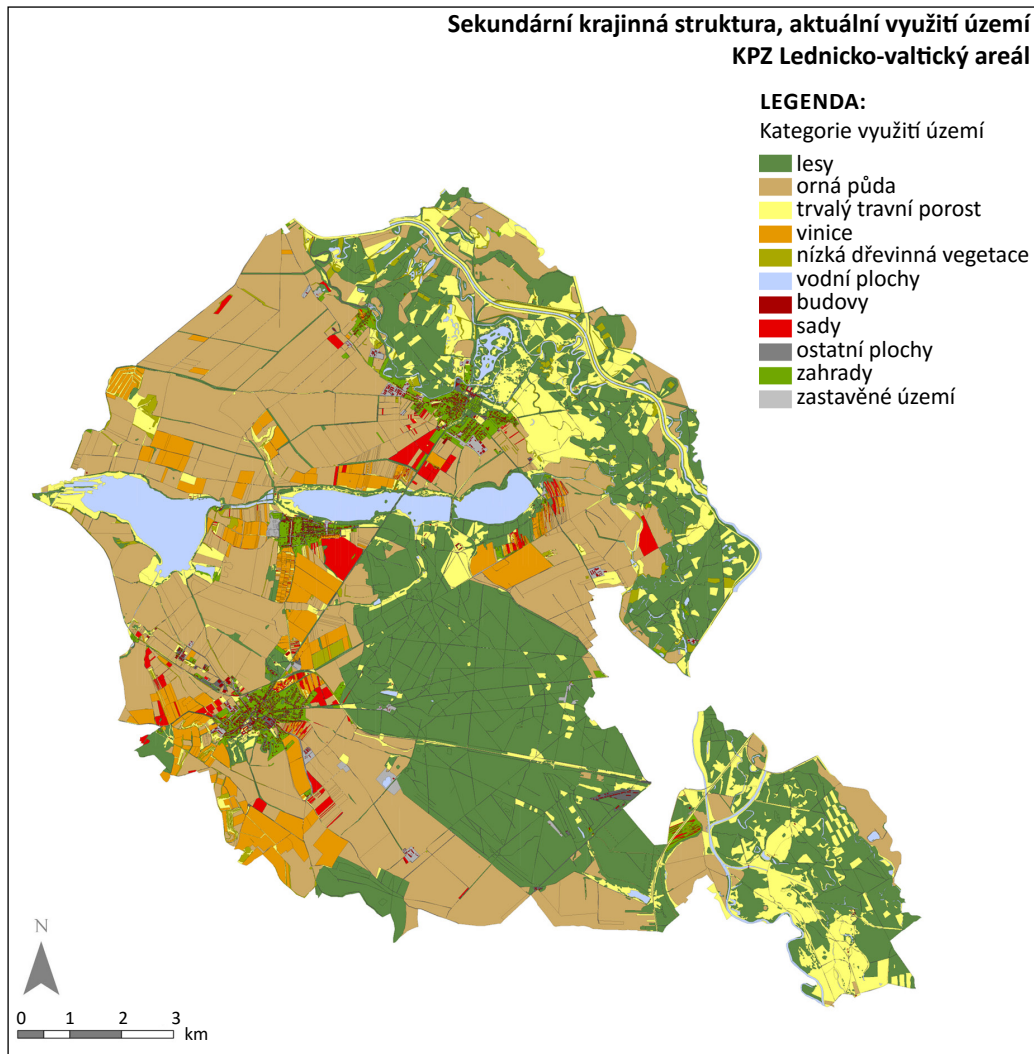 Sekundární krajinná struktura, aktuální využití území
KPZ Lednicko-valtický areál
LEGENDA:
Kategorie využití území
lesy
orná půda
trvalý travní porost
vinice
nízká dřevinná vegetace
vodní plochy
budovy
sady
ostatní plochy
zahrady
zastavěné území
N
0 1 2 3
km